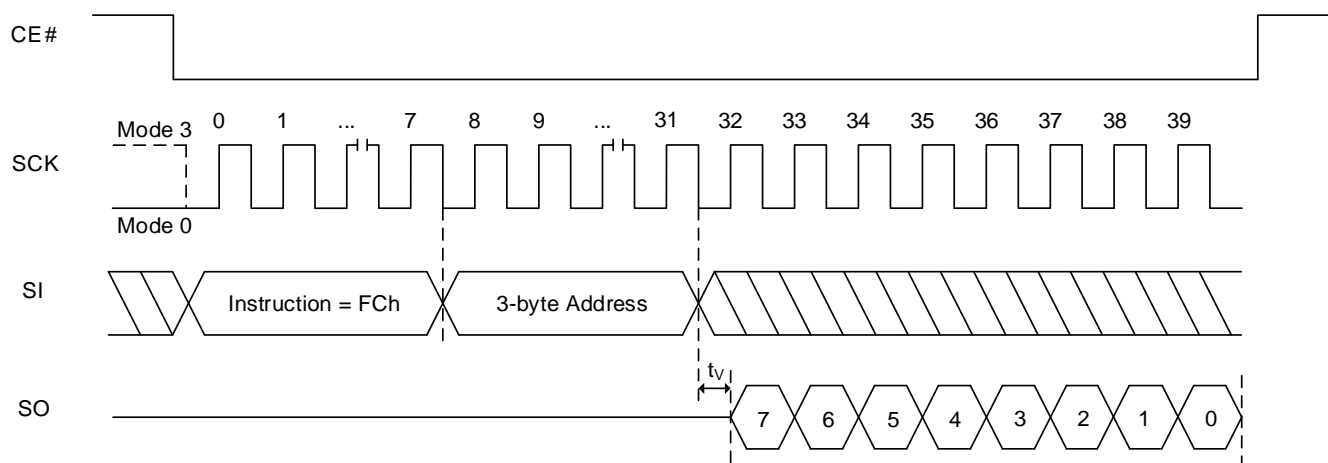 CE#
Mode 3 0 1 ... 7 8 9 ... 31 32 33 34 35 36 37 38 39
SCK
Mode 0
SI Instruction = FCh 3-byte Address
tV
SO 7 6 5 4 3 2 1 0